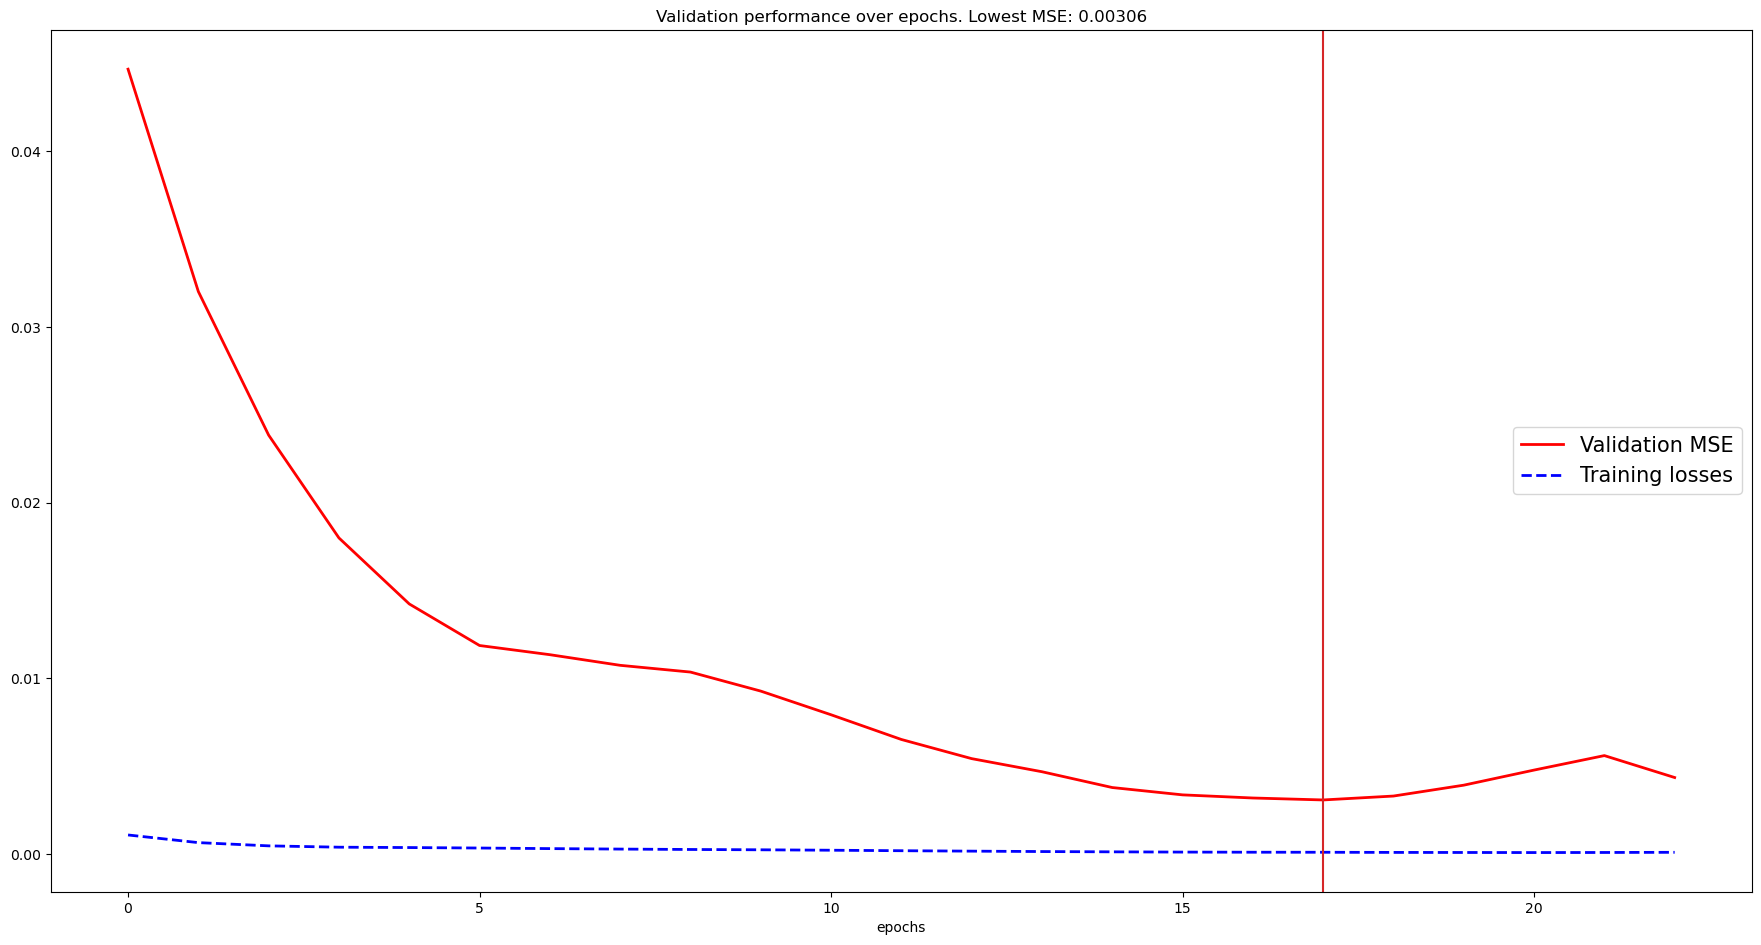 Validation performance over epochs. Lowest MSE: 0.00306
0.04
0.03
0.02
0.01
0.00
Validation MSE
Training losses
0 5 10 15 20
epochs